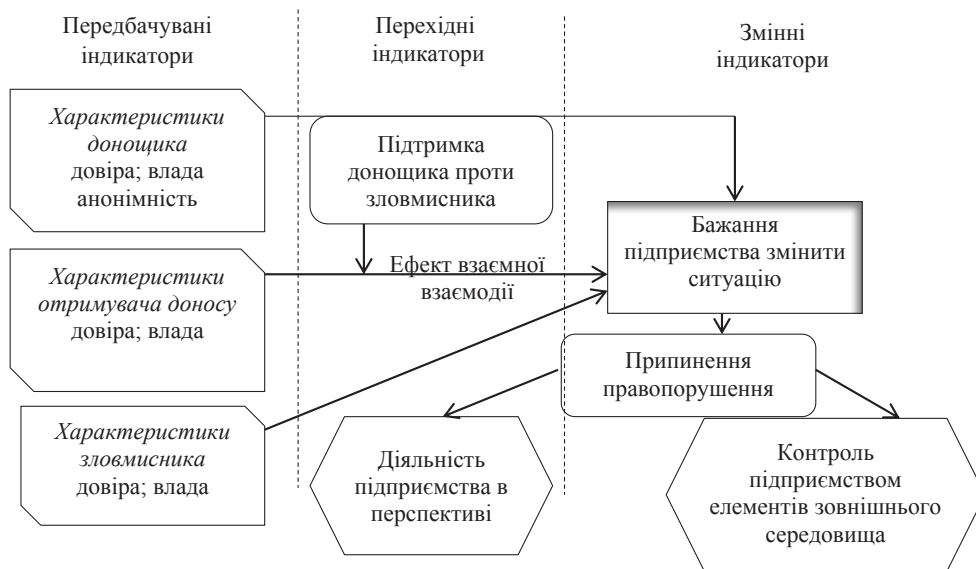 Передбачувані
індикатори
Перехідні
індикатори
Змінні
індикатори
Характеристики
донощика
довіра; влада
анонімність
Підтримка
донощика проти
зловмисника
Бажання
підприємства змінити
ситуацію
Характеристики
отримувача доносу
довіра; влада
Ефект взаємної
взаємодії
Припинення
правопорушення
Характеристики
зловмисника
довіра; влада
Діяльність
підприємства в
перспективі
Контроль
підприємством
елементів зовнішнього
середовища